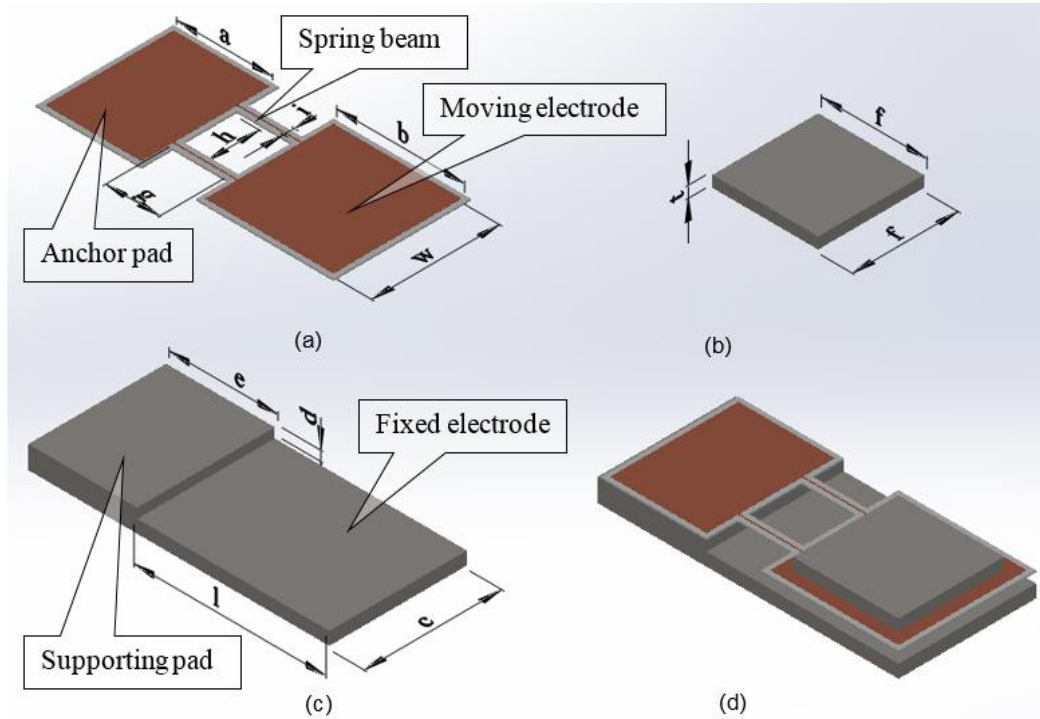 a
Spring beam
Moving electrode
j
h
b
g
Anchor pad
w
(a)
f
t
f
(b)
e
d
Fixed electrode
l
c
Supporting pad
(c)
(d)